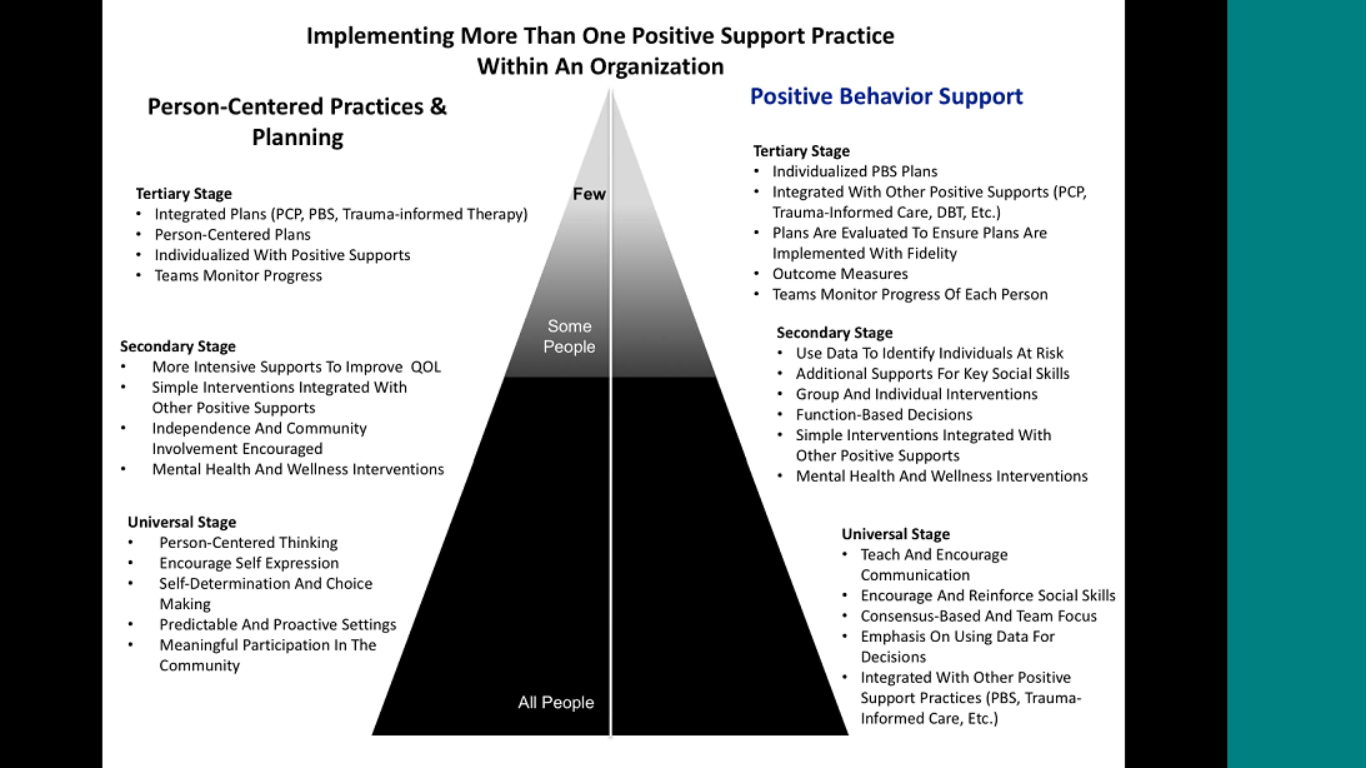 Implementing More Than One Positive Support Practice
Within An Organization
Person-Centered Practices &
Planning
Tertiary Stage
• Integrated Plans (PCP, PBS, Trauma-informed Therapy)
• Person-Centered Plans
• Individualized With Positive Supports
• Teams Monitor Progress
Secondary Stage
• More Intensive Supports To Improve QOL
• Simple Interventions Integrated With
Other Positive Supports
• Independence And Community
Involvement Encouraged
• Mental Health And Wellness Interventions
Universal Stage
• Person-Centered Thinking
• Encourage Self Expression
• Self-Determination And Choice
Making
• Predictable And Proactive Settings
• Meaningful Participation In The
Community
Few
Some
People
All People
Positive Behavior Support
Tertiary Stage
• Individualized PBS Plans
• Integrated With Other Positive Supports (PCP,
Trauma-Informed Care, DBT, Etc.)
• Plans Are Evaluated To Ensure Plans Are
Implemented With Fidelity
• Outcome Measures
• Teams Monitor Progress Of Each Person
Secondary Stage
• Use Data To Identify Individuals At Risk
• Additional Supports For Key Social Skills
• Group And Individual Interventions
• Function-Based Decisions
• Simple Interventions Integrated With
Other Positive Supports
• Mental Health And Wellness Interventions
Universal Stage
• Teach And Encourage
Communication
• Encourage And Reinforce Social Skills
• Consensus-Based And Team Focus
• Emphasis On Using Data For
Decisions
• Integrated With Other Positive
Support Practices (PBS, Trauma-
Informed Care, Etc.)